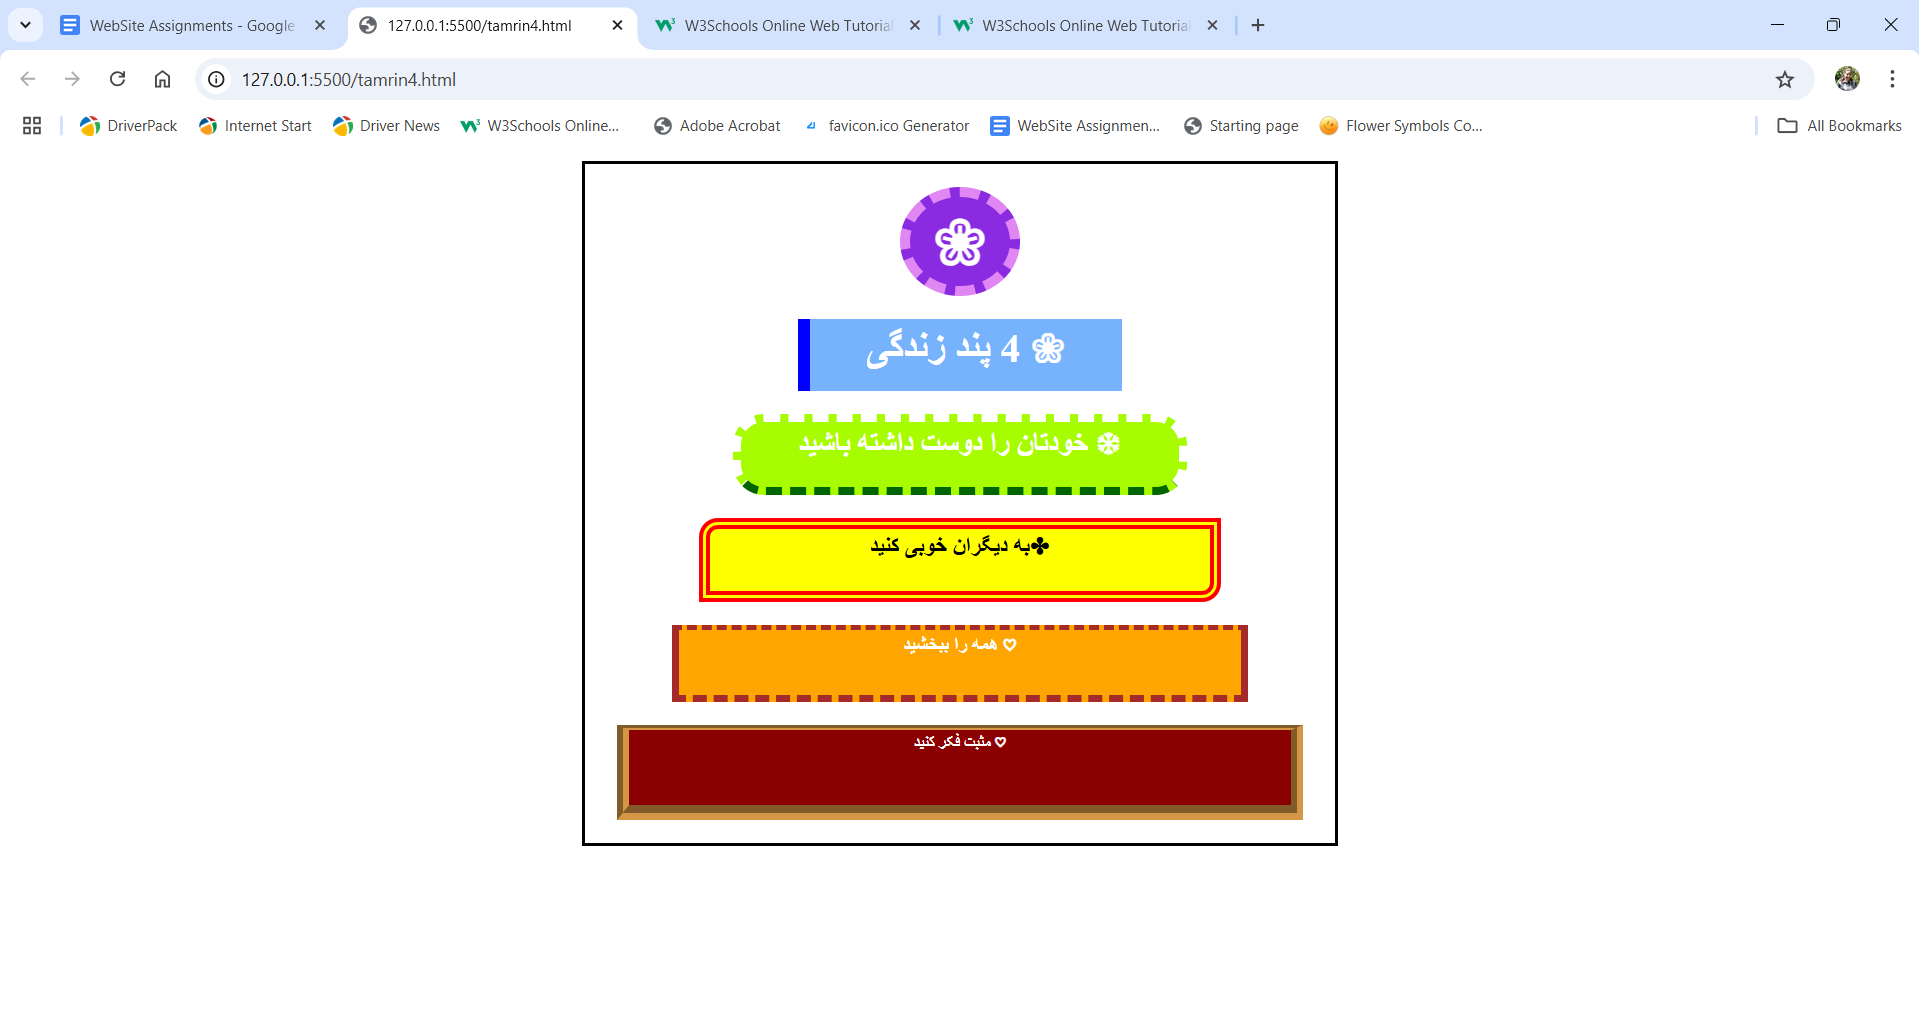 WebSite Assignments - Google
127.0.0.1:5500/tamrin4.html
W3Schools Online Web Tutorial
W3Schools Online Web Tutorial
127.0.0.1:5500/tamrin4.html
DriverPack
Internet Start
Driver News
W3Schools Online...
Adobe Acrobat
favicon.ico Generator
WebSite Assignmen...
Starting page
Flower Symbols Co...
All Bookmarks
❀
❀ 4 پند زندگی
❆ خودتان را دوست داشته باشید
✤به دیگران خوبی کنید
♡ همه را ببخشید
♡ مثبت فکر کنید